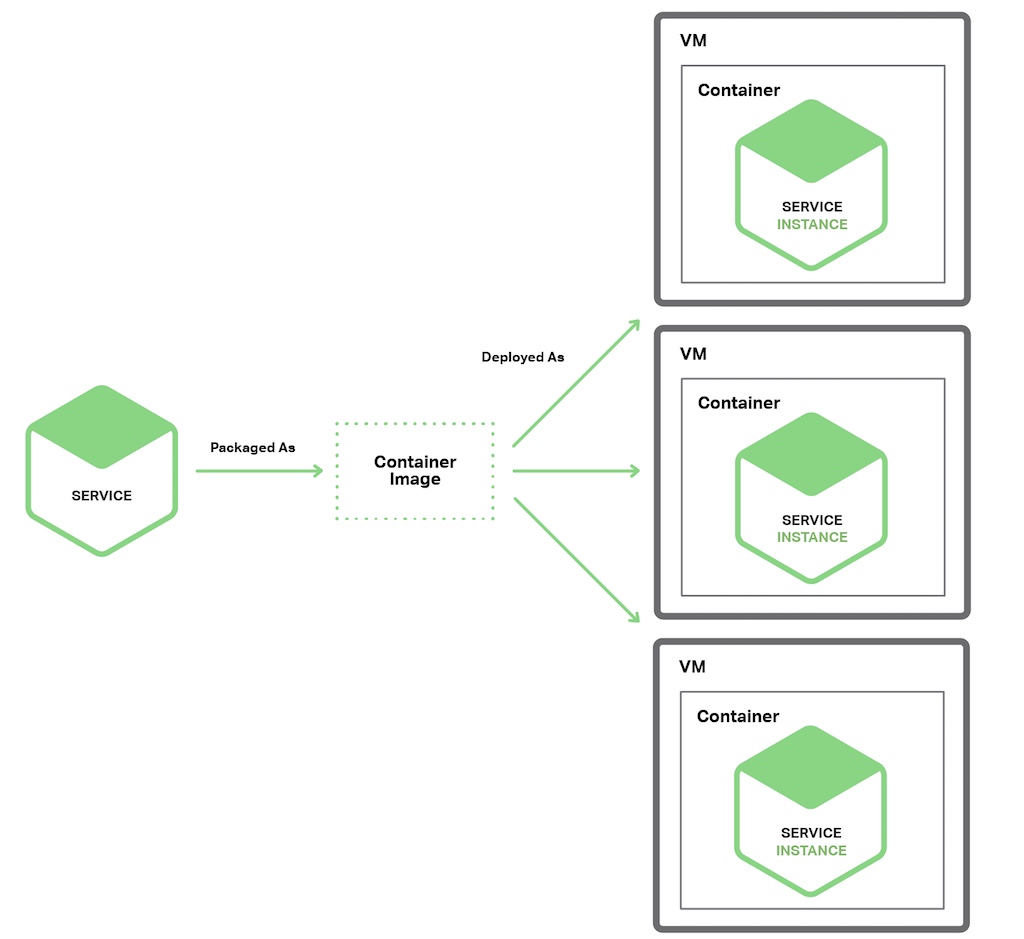 VM
Container
SERVICE
INSTANCE
Deployed As
VM
Container
SERVICE
INSTANCE
Packaged As
Container
Image
SERVICE
VM
Container
SERVICE
INSTANCE